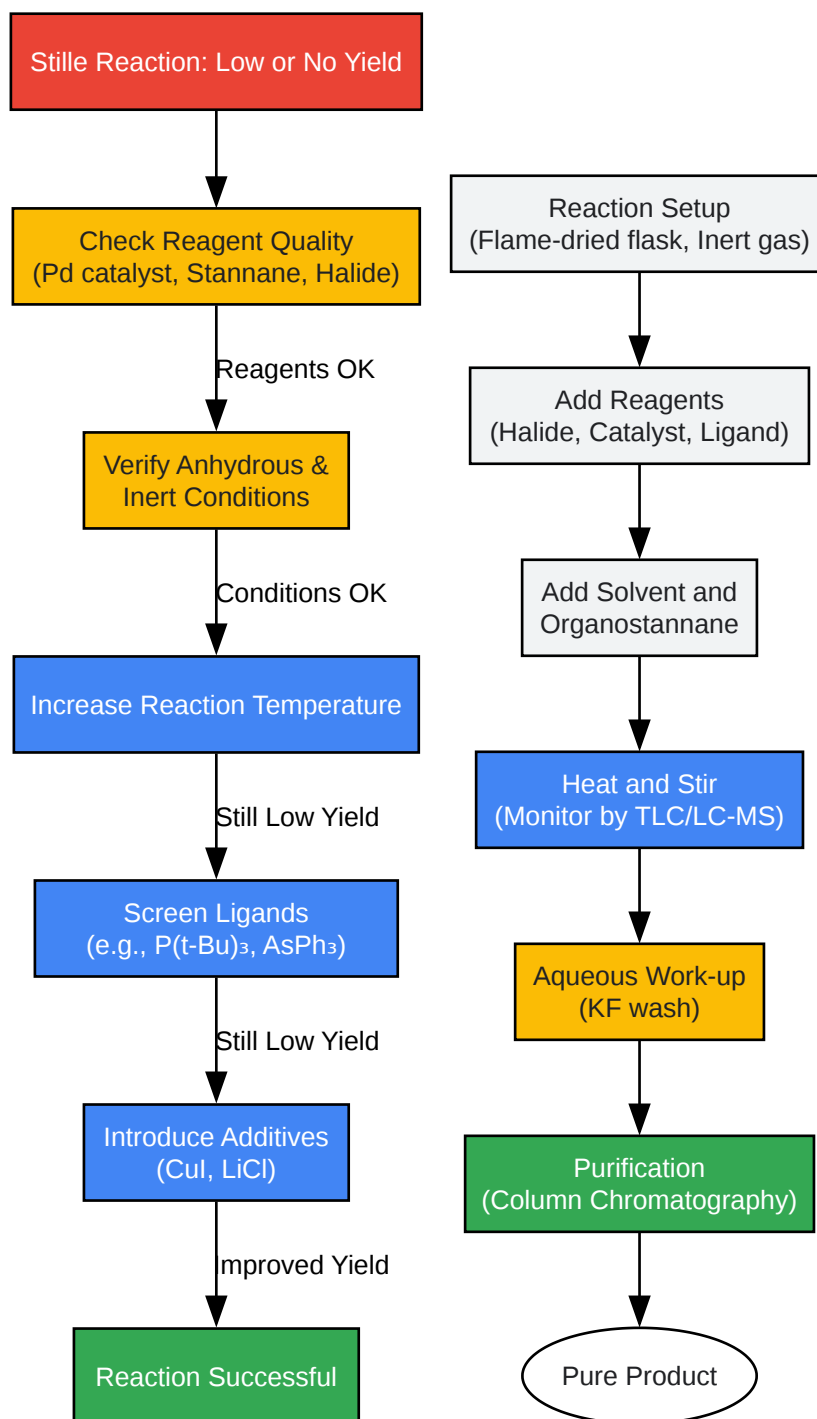 Stille Reaction: Low or No Yield
Check Reagent Quality
(Pd catalyst, Stannane, Halide)
Reagents OK
Verify Anhydrous &
Inert Conditions
Conditions OK
Increase Reaction Temperature
Still Low Yield
Screen Ligands
(e.g., P(t-Bu)₃, AsPh₃)
Still Low Yield
Introduce Additives
(CuI, LiCl)
Improved Yield
Reaction Successful
Reaction Setup
(Flame-dried flask, Inert gas)
Add Reagents
(Halide, Catalyst, Ligand)
Add Solvent and
Organostannane
Heat and Stir
(Monitor by TLC/LC-MS)
Aqueous Work-up
(KF wash)
Purification
(Column Chromatography)
Pure Product